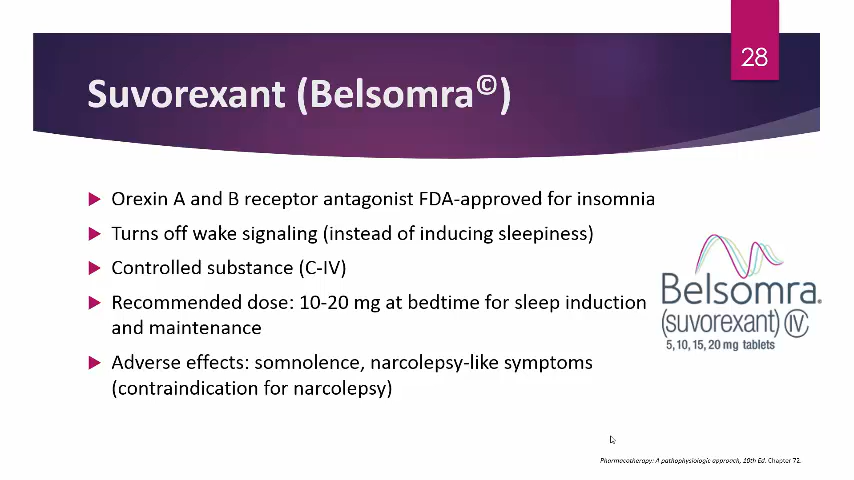 28
Suvorexant (Belsomra©)
Orexin A and B receptor antagonist FDA-approved for insomnia
Turns off wake signaling (instead of inducing sleepiness)
Controlled substance (C-IV)
Recommended dose: 10-20 mg at bedtime for sleep induction
and maintenance
Adverse effects: somnolence, narcolepsy-like symptoms
(contraindication for narcolepsy)
Belsomra®
(suvorexant) IV
5, 10, 15, 20 mg tablets
Pharmacotherapy: A pathophysiologic approach, 10th Ed. Chapter 72.